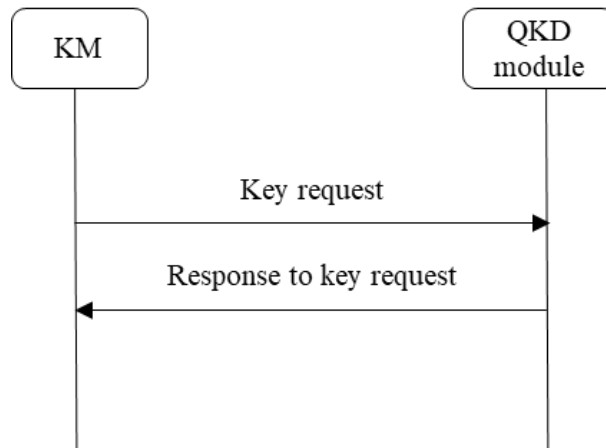 KM
QKD
module
Key request
Response to key request